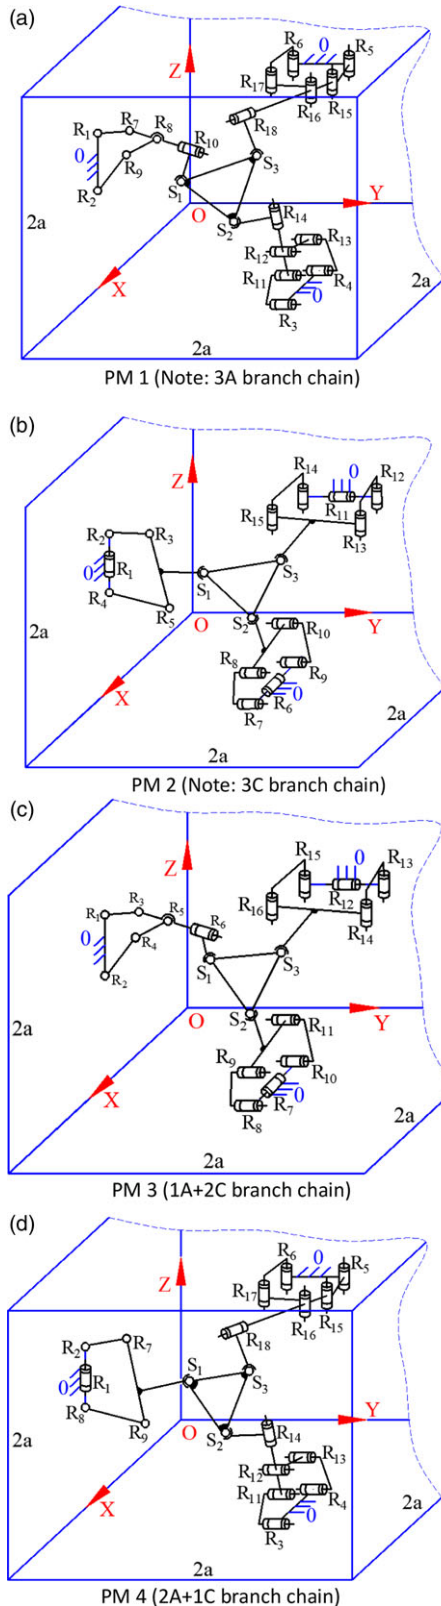 (a)
Z
R6
0
R5
R17
R16
R15
R18
R1
R7
R8
R10
0
R9
R2
S1
S3
S2
O
Y
R14
R13
R12
R11
R4
0
R3
2a
X
2a
2a
PM 1 (Note: 3A branch chain)
(b)
Z
R14
0
R12
R11
R15
R13
R2
R3
0
R1
R4
R5
S1
S3
S2
O
Y
R10
R8
R9
0
R6
R7
2a
X
2a
2a
PM 2 (Note: 3C branch chain)
(c)
Z
R15
0
R13
R12
R16
R14
R1
R3
R5
R6
0
R4
R2
S1
S3
S2
O
Y
R11
R9
R10
0
R7
R8
2a
X
2a
2a
PM 3 (1A+2C branch chain)
(d)
Z
R6
0
R5
R17
R16
R15
R18
R2
R7
0
R1
R8
R9
S1
S3
S2
O
Y
R14
R13
R12
R11
R4
0
R3
2a
X
2a
2a
PM 4 (2A+1C branch chain)